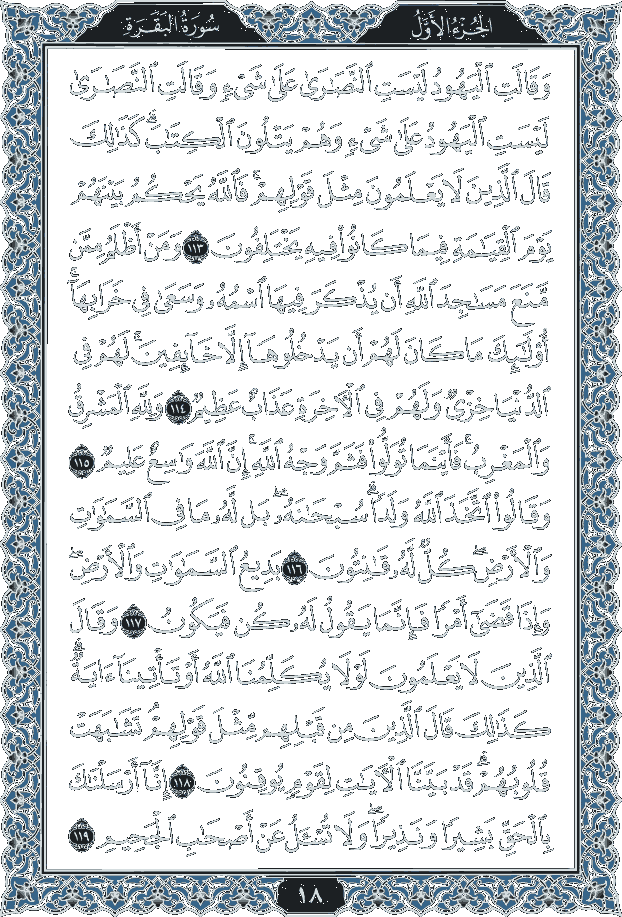 الجُزْءُ الأَوَّلُ
سُورَةُ البَقَرَةِ
وَقَالَتِ ٱلْيَهُودُ لَيْسَتِ ٱلنَّصَٰرَىٰ عَلَىٰ شَىْءٍ وَقَالَتِ ٱلنَّصَٰرَىٰ
لَيْسَتِ ٱلْيَهُودُ عَلَىٰ شَىْءٍ وَهُمْ يَتْلُونَ ٱلْكِتَٰبَ ۗ كَذَٰلِكَ
قَالَ ٱلَّذِينَ لَا يَعْلَمُونَ مِثْلَ قَوْلِهِمْ ۚ فَٱللَّهُ يَحْكُمُ بَيْنَهُمْ
يَوْمَ ٱلْقِيَٰمَةِ فِيمَا كَانُوا۟ فِيهِ يَخْتَلِفُونَ ١١٣ وَمَنْ أَظْلَمُ مِمَّن
مَّنَعَ مَسَٰجِدَ ٱللَّهِ أَن يُذْكَرَ فِيهَا ٱسْمُهُۥ وَسَعَىٰ فِى خَرَابِهَآ ۚ
أُو۟لَٰٓئِكَ مَا كَانَ لَهُمْ أَن يَدْخُلُوهَآ إِلَّا خَآئِفِينَ ۚ لَهُمْ فِى
ٱلدُّنْيَا خِزْىٌ وَلَهُمْ فِى ٱلْءَاخِرَةِ عَذَابٌ عَظِيمٌ ١١٤ وَلِلَّهِ ٱلْمَشْرِقُ
وَٱلْمَغْرِبُ ۚ فَأَيْنَمَا تُوَلُّوا۟ فَثَمَّ وَجْهُ ٱللَّهِ ۚ إِنَّ ٱللَّهَ وَٰسِعٌ عَلِيمٌ ١١٥
وَقَالُوا۟ ٱتَّخَذَ ٱللَّهُ وَلَدًا ۗ سُبْحَٰنَهُۥ ۖ بَل لَّهُۥ مَا فِى ٱلسَّمَٰوَٰتِ
وَٱلْأَرْضِ ۖ كُلٌّ لَّهُۥ قَٰنِتُونَ ١١٦ بَدِيعُ ٱلسَّمَٰوَٰتِ وَٱلْأَرْضِ ۖ
وَإِذَا قَضَىٰٓ أَمْرًا فَإِنَّمَا يَقُولُ لَهُۥ كُن فَيَكُونُ ١١٧ وَقَالَ
ٱلَّذِينَ لَا يَعْلَمُونَ لَوْلَا يُكَلِّمُنَا ٱللَّهُ أَوْ تَأْتِينَآ ءَايَةٌ ۗ
كَذَٰلِكَ قَالَ ٱلَّذِينَ مِن قَبْلِهِم مِّثْلَ قَوْلِهِمْ ۘ تَشَٰبَهَتْ
قُلُوبُهُمْ ۗ قَدْ بَيَّنَّا ٱلْءَايَٰتِ لِقَوْمٍ يُوقِنُونَ ١١٨ إِنَّآ أَرْسَلْنَٰكَ
بِٱلْحَقِّ بَشِيرًا وَنَذِيرًا ۖ وَلَا تُسْـَٔلُ عَنْ أَصْحَٰبِ ٱلْجَحِيمِ ١١٩
١٨